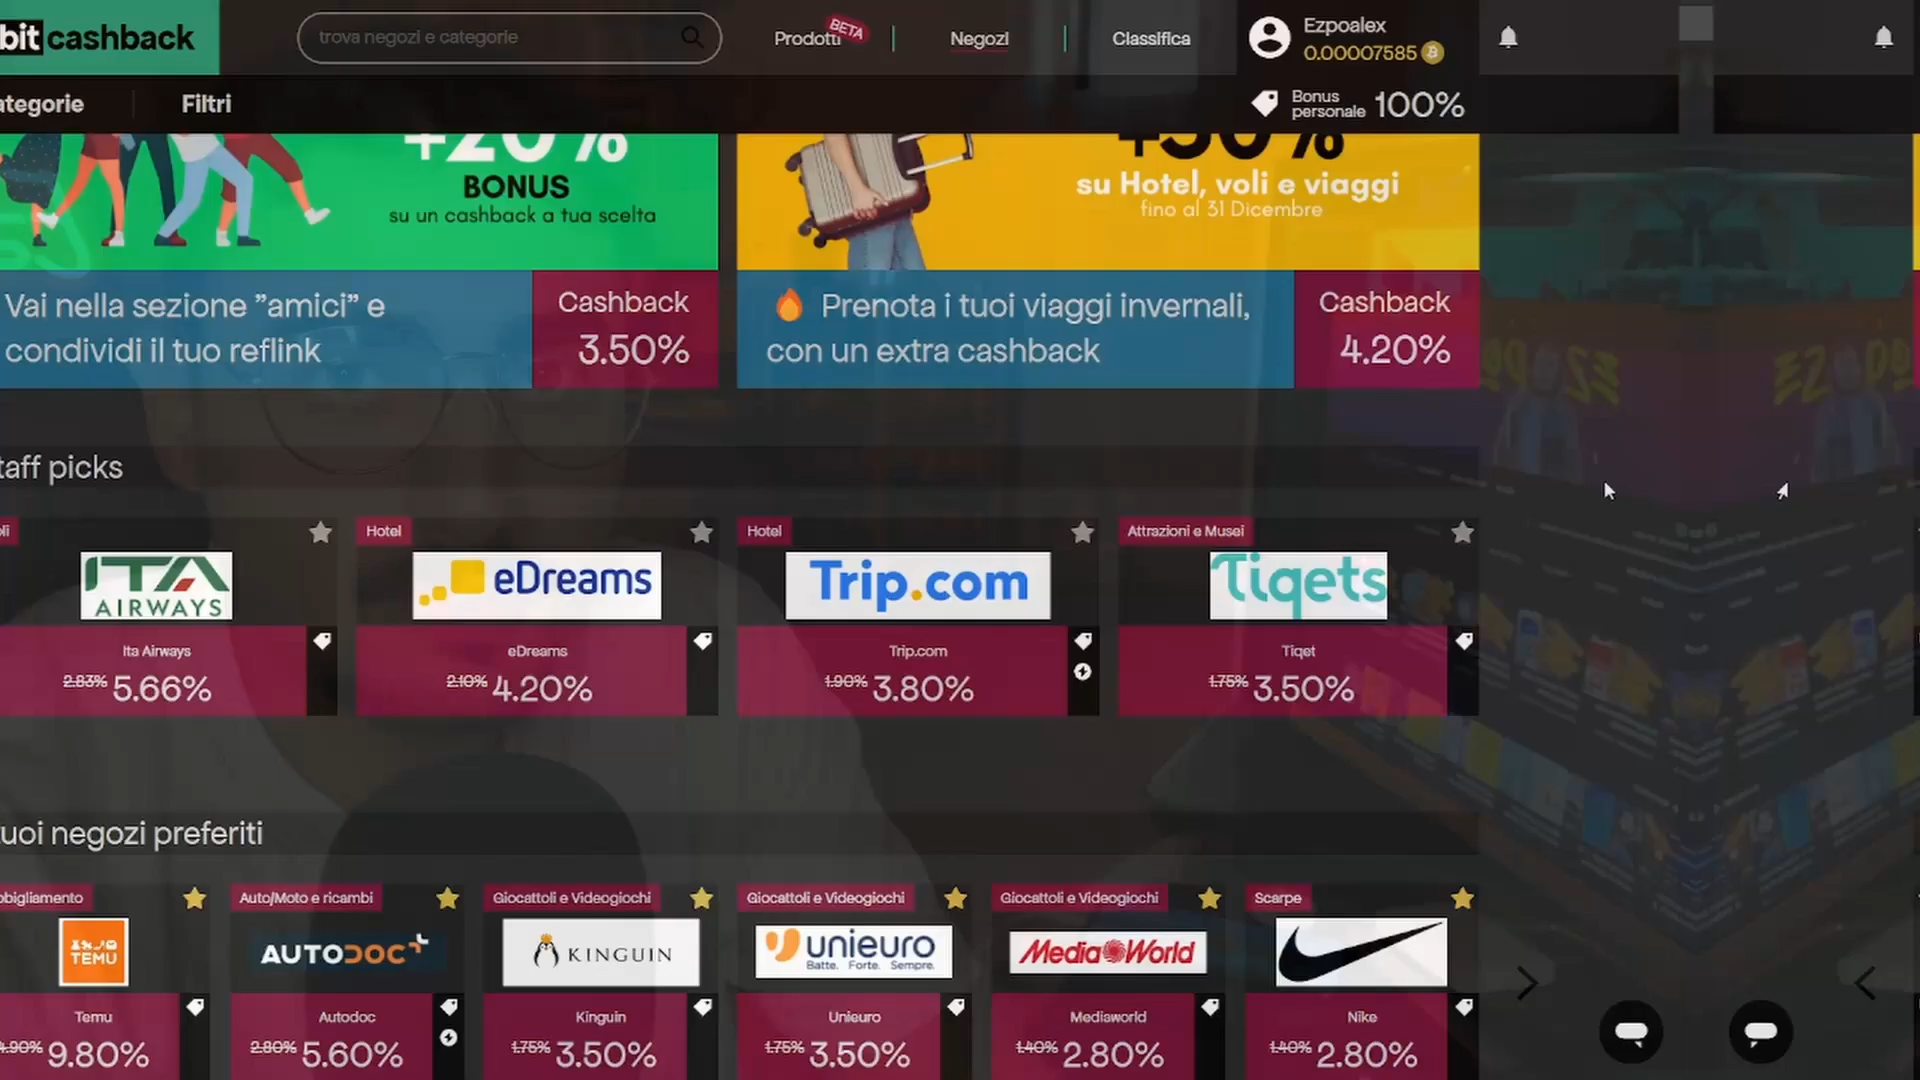 bit cashback
trova negozi e categorie
Prodotti
BETA
Negozi
Classifica
Ezpoalex
0.00007585
Filtri
Bonus personale 100%
+20%
BONUS
su un cashback a tua scelta
su Hotel, voli e viaggi
fino al 31 Dicembre
Vai nella sezione "amici" e
condividi il tuo reflink
Cashback
3.50%
Prenota i tuoi viaggi invernali,
con un extra cashback
Cashback
4.20%
taff picks
Hotel
Hotel
Attrazioni e Musei
ITA
AIRWAYS
eDreams
Trip.com
Tiqets
Ita Airways
2.83% 5.66%
eDreams
2.10% 4.20%
Trip.com
1.90% 3.80%
Tiqet
1.75% 3.50%
tuoi negozi preferiti
bbigliamento
Auto/Moto e ricambi
Giocattoli e Videogiochi
Giocattoli e Videogiochi
Giocattoli e Videogiochi
Scarpe
TEMU
AUTODOC
KINGUIN
unieuro
Batte. Forte. Sempre.
MediaWorld
Temu
4.90% 9.80%
Autodoc
2.80% 5.60%
Kinguin
1.75% 3.50%
Unieuro
1.75% 3.50%
Mediaworld
1.40% 2.80%
Nike
1.40% 2.80%